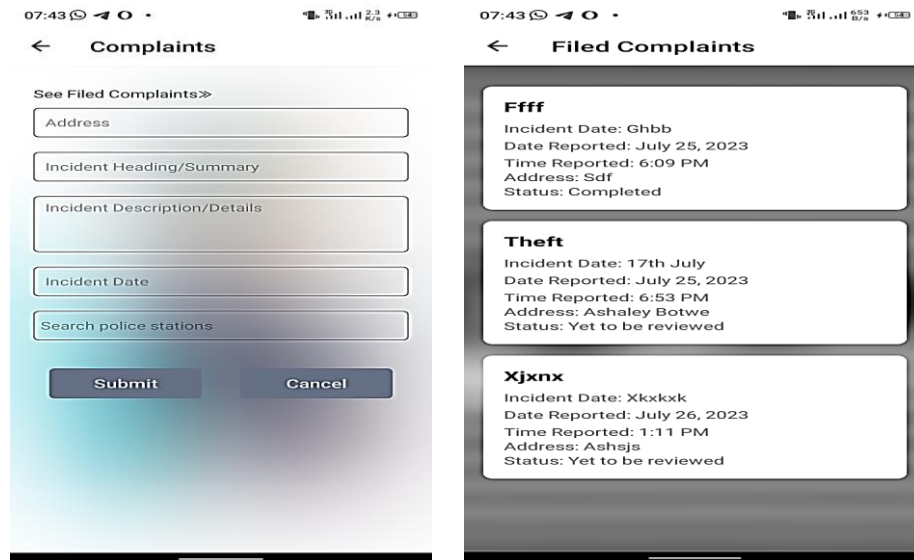 07:43
Complaints
See Filed Complaints»
Address
Incident Heading/Summary
Incident Description/Details
Incident Date
Search police stations
Submit
Cancel
07:43
Filed Complaints
Ffff
Incident Date: Ghbb
Date Reported: July 25, 2023
Time Reported: 6:09 PM
Address: Sdf
Status: Completed
Theft
Incident Date: 17th July
Date Reported: July 25, 2023
Time Reported: 6:53 PM
Address: Ashaley Botwe
Status: Yet to be reviewed
Xjxnx
Incident Date: Xkxkxk
Date Reported: July 26, 2023
Time Reported: 1:11 PM
Address: Ashsjs
Status: Yet to be reviewed